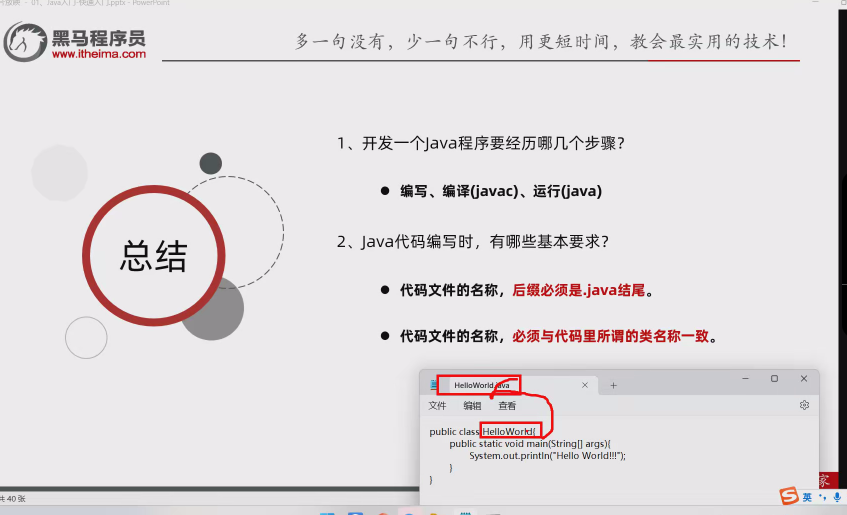 01、Java入门-快速入门.pptx - PowerPoint
黑马程序员
www.itheima.com
多一句没有，少一句不行，用更短时间，教会最实用的技术！
1、开发一个Java程序要经历哪几个步骤？
● 编写、编译(javac)、运行(java)
总结
2、Java代码编写时，有哪些基本要求？
● 代码文件的名称，后缀必须是.java结尾。
● 代码文件的名称，必须与代码里所谓的类名称一致。
HelloWorld.java
文件 编辑 查看
public class HelloWorld{
public static void main(String[] args){
System.out.println("Hello World!!!");
}
}
家
共 40 张
英